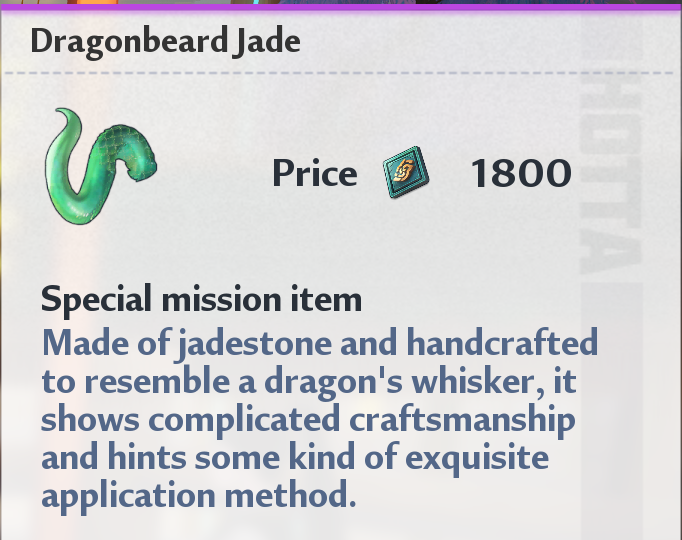 Dragonbeard Jade
Price 1800
HOTTA
Special mission item
Made of jadestone and handcrafted
to resemble a dragon's whisker, it
shows complicated craftsmanship
and hints some kind of exquisite
application method.